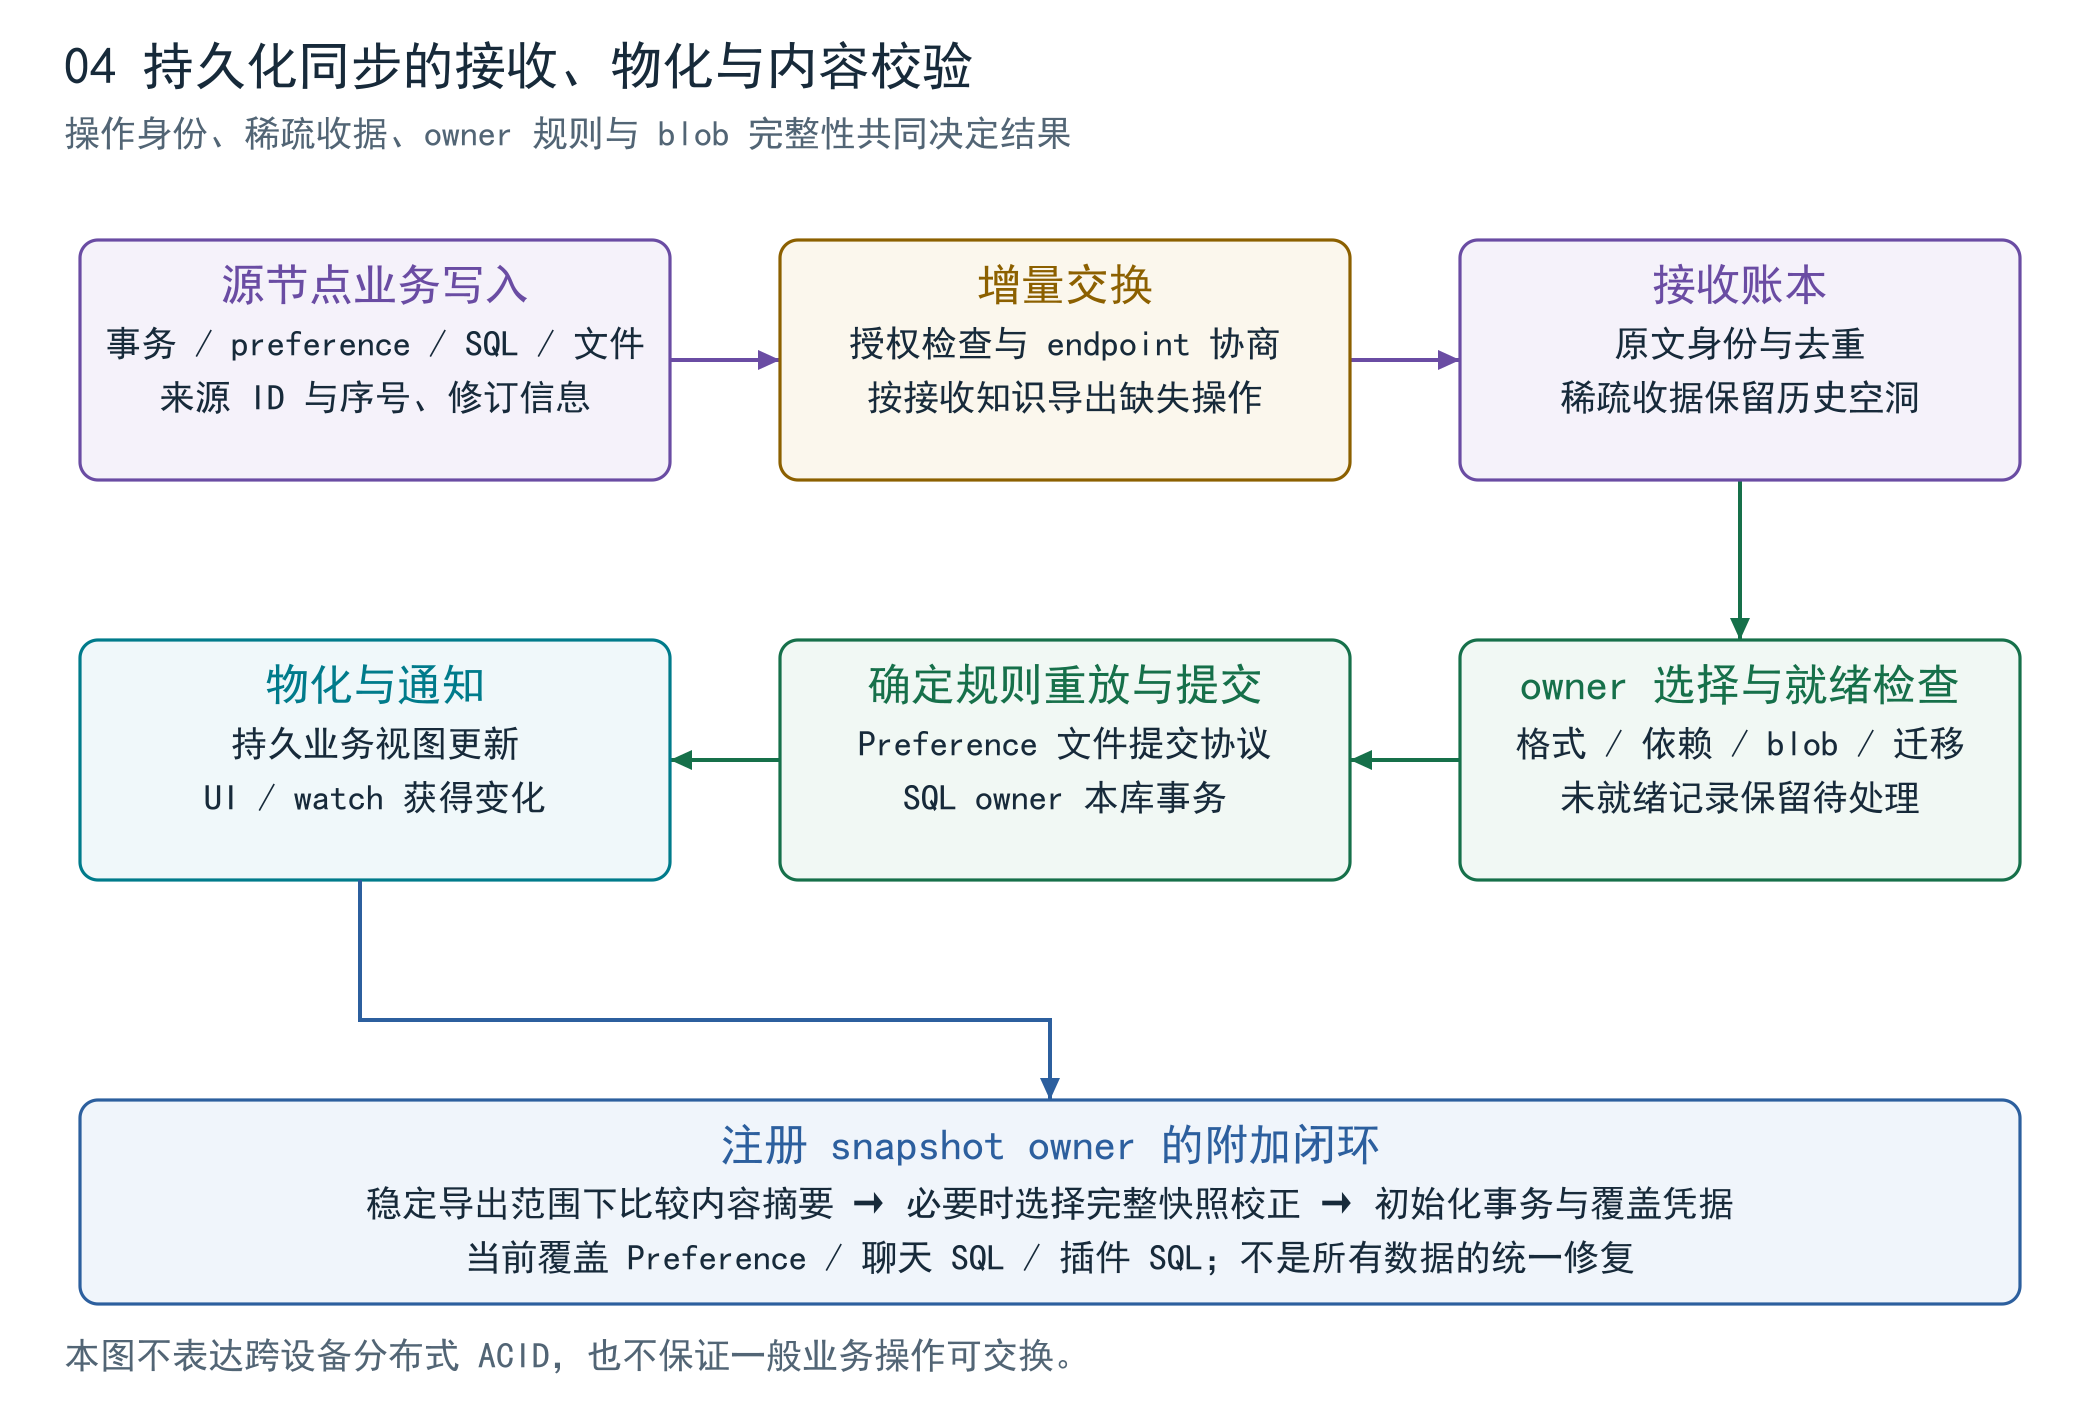 04 持久化同步的接收、物化与内容校验
操作身份、稀疏收据、owner 规则与 blob 完整性共同决定结果
源节点业务写入
事务 / preference / SQL / 文件
来源 ID 与序号、修订信息
增量交换
授权检查与 endpoint 协商
按接收知识导出缺失操作
接收账本
原文身份与去重
稀疏收据保留历史空洞
物化与通知
持久业务视图更新
UI / watch 获得变化
确定规则重放与提交
Preference 文件提交协议
SQL owner 本库事务
owner 选择与就绪检查
格式 / 依赖 / blob / 迁移
未就绪记录保留待处理
注册 snapshot owner 的附加闭环
稳定导出范围下比较内容摘要 → 必要时选择完整快照校正 → 初始化事务与覆盖凭据
当前覆盖 Preference / 聊天 SQL / 插件 SQL；不是所有数据的统一修复
本图不表达跨设备分布式 ACID，也不保证一般业务操作可交换。